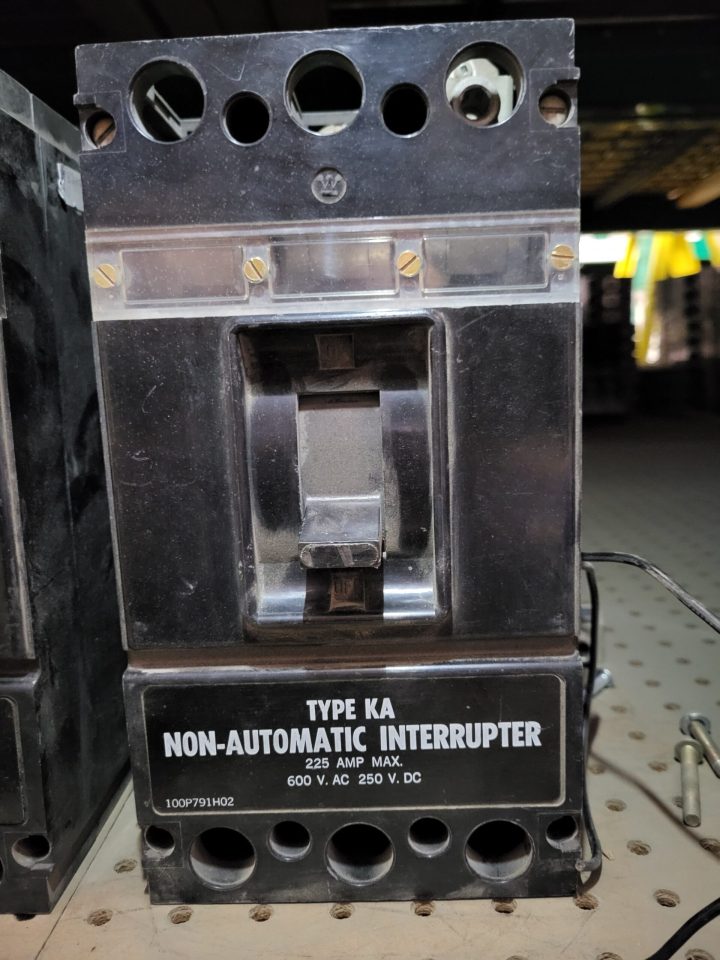 W
TYPE KA
NON-AUTOMATIC INTERRUPTER
225 AMP MAX.
600 V. AC 250 V. DC
100P791H02